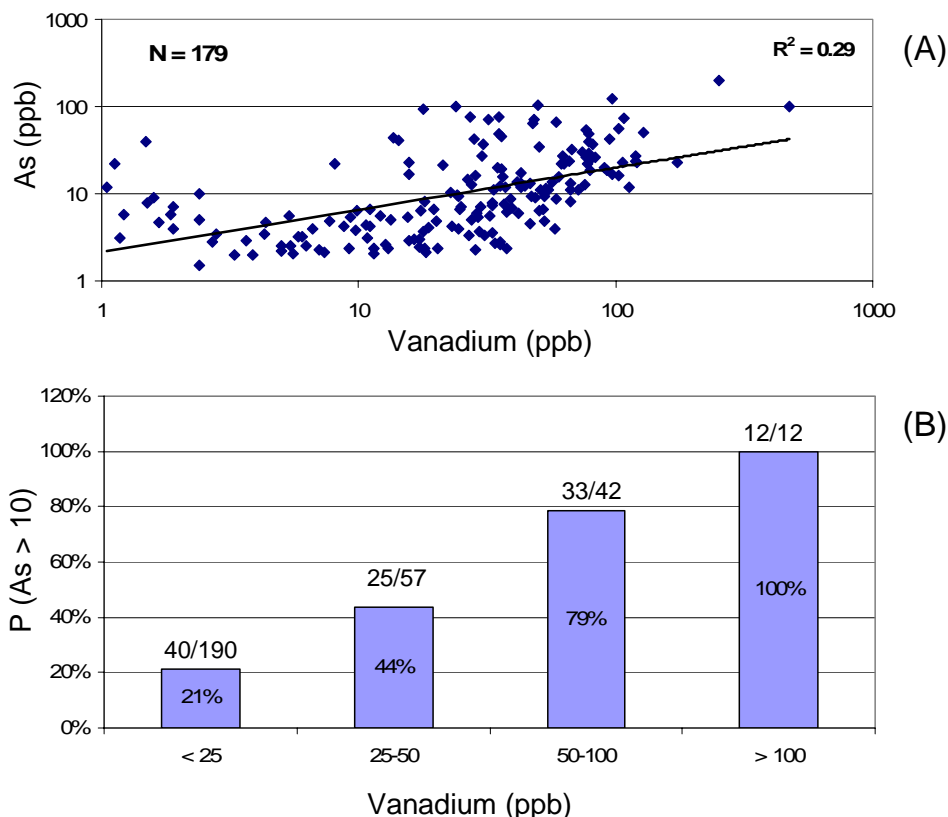 1000
N = 179
R² = 0.29
(A)
100
As (ppb)
10
1
1 10 100 1000
Vanadium (ppb)
120%
(B)
100%
12/12
80%
33/42
P (As > 10)
60%
25/57
100%
79%
40%
40/190
44%
20%
21%
0%
< 25 25-50 50-100 > 100
Vanadium (ppb)